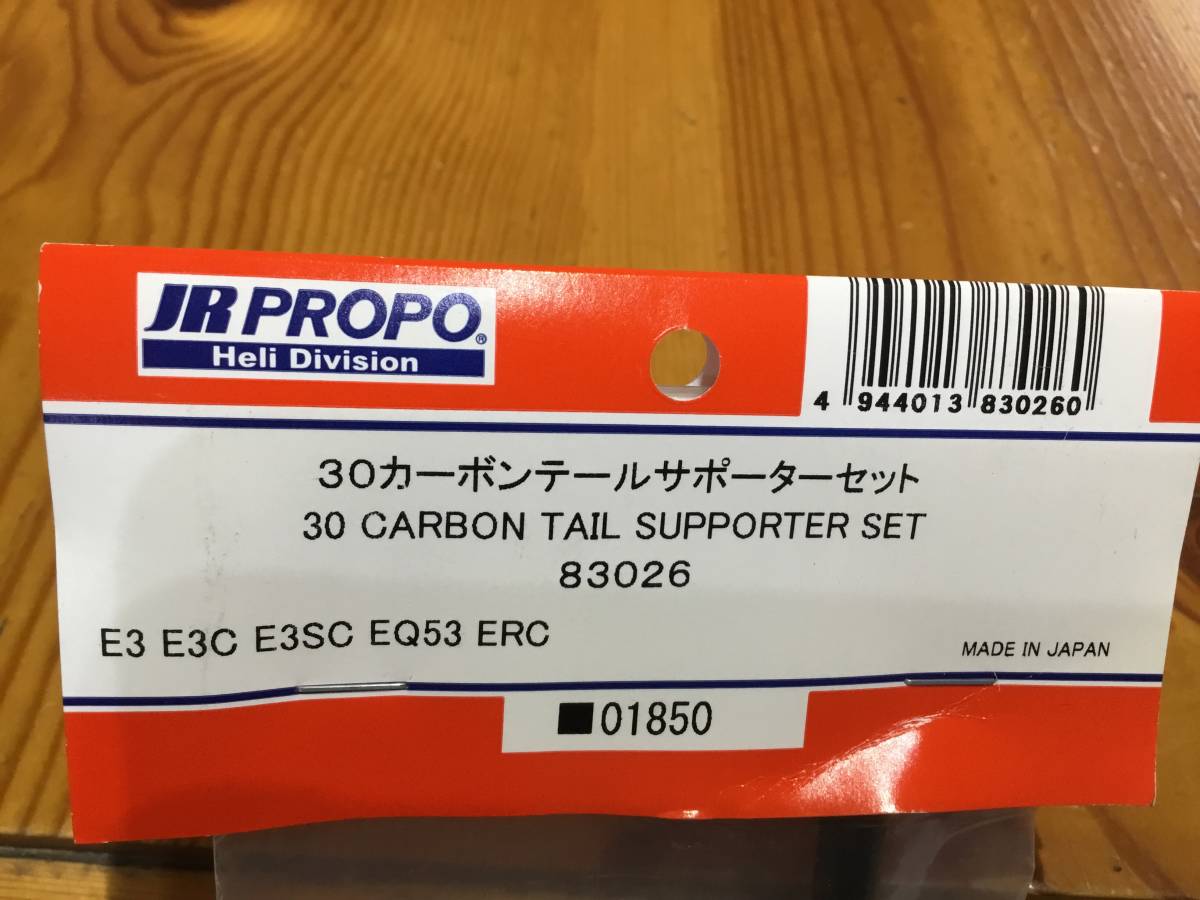 JR PROPO®
Heli Division
4 944013 830260
30カーボンテールサポーターセット
30 CARBON TAIL SUPPORTER SET
83026
E3 E3C E3SC EQ53 ERC
MADE IN JAPAN
■01850